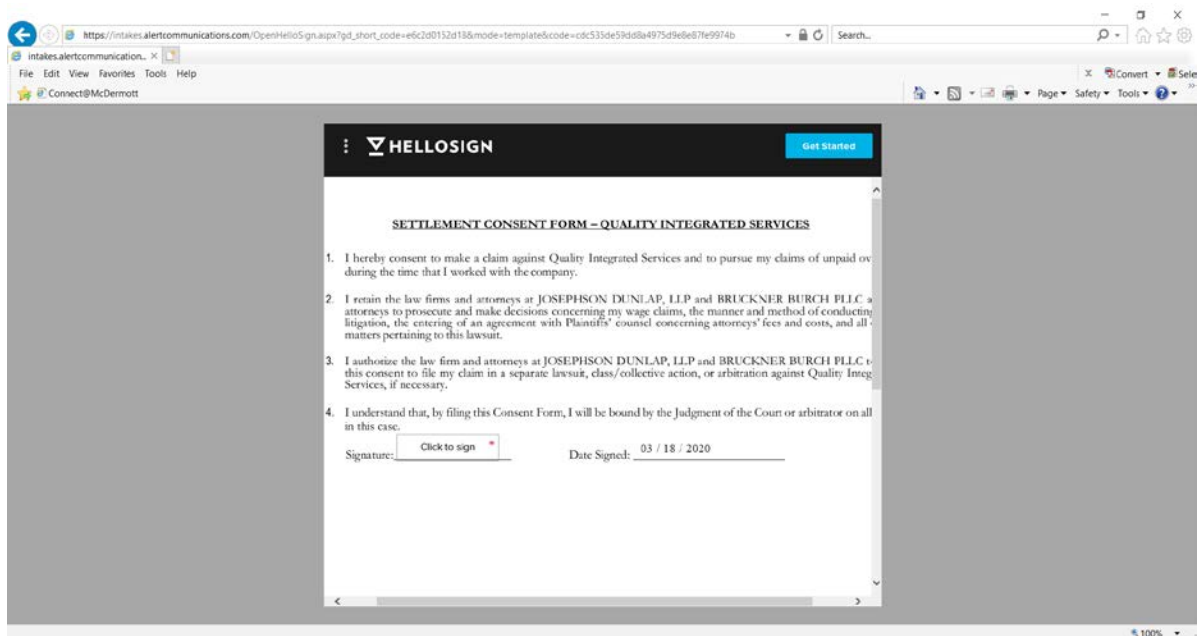 https://intakes.alertcommunications.com/OpenHelloSign.aspx?gd_short_code=e6c2d0152d18&mode=template&code=cdc535de59dd8a4975d9e8e87fe9974b
Search...
intakes.alertcommunication...
File Edit View Favorites Tools Help
x Convert Sele
Connect@McDermott
Page Safety Tools
HELLOSIGN
Get Started
SETTLEMENT CONSENT FORM – QUALITY INTEGRATED SERVICES
1. I hereby consent to make a claim against Quality Integrated Services and to pursue my claims of unpaid ov
during the time that I worked with the company.
2. I retain the law firms and attorneys at JOSEPHSON DUNLAP, LLP and BRUCKNER BURCH PLLC a
attorneys to prosecute and make decisions concerning my wage claims, the manner and method of conducting
litigation, the entering of an agreement with Plaintiffs' counsel concerning attorneys' fees and costs, and all
matters pertaining to this lawsuit.
3. I authorize the law firm and attorneys at JOSEPHSON DUNLAP, LLP and BRUCKNER BURCH PLLC t
this consent to file my claim in a separate lawsuit, class/collective action, or arbitration against Quality Integ
Services, if necessary.
4. I understand that, by filing this Consent Form, I will be bound by the Judgment of the Court or arbitrator on all
in this case.
Signature: Click to sign * Date Signed: 03 / 18 / 2020
100%